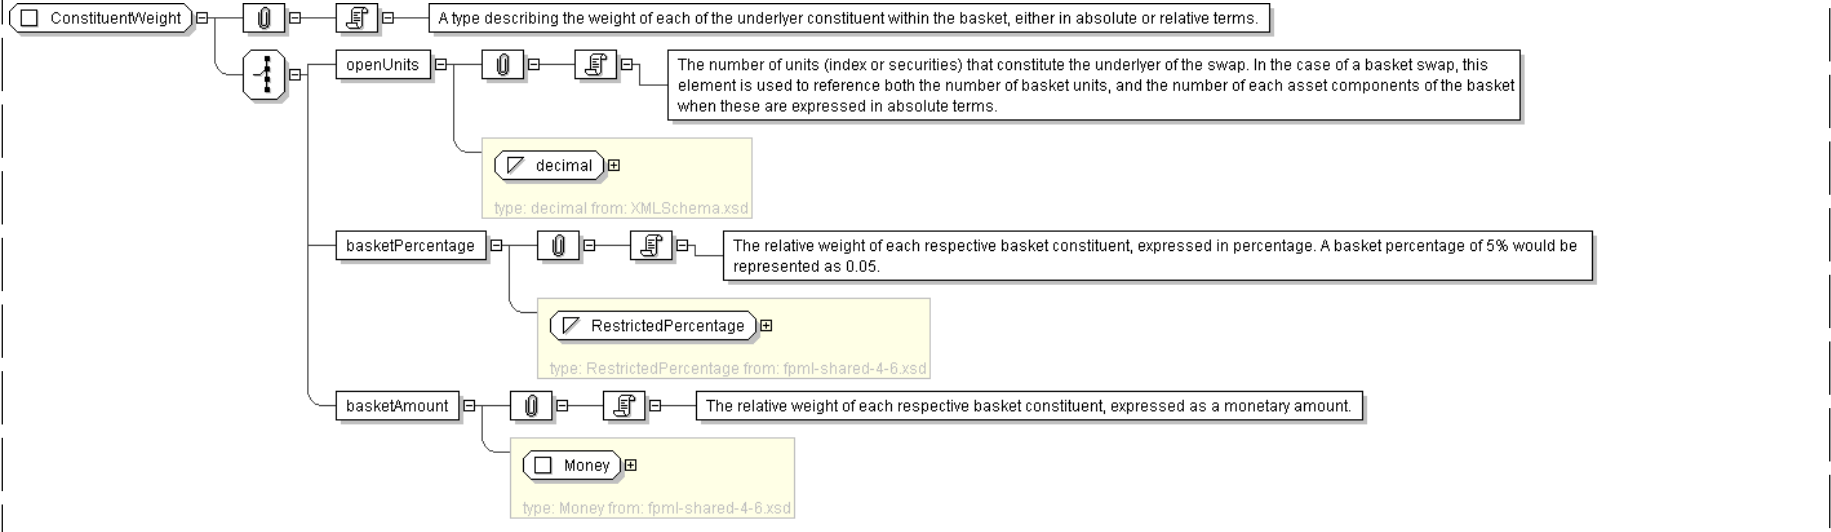 ConstituentWeight
A type describing the weight of each of the underlyer constituent within the basket, either in absolute or relative terms.
openUnits
The number of units (index or securities) that constitute the underlyer of the swap. In the case of a basket swap, this
element is used to reference both the number of basket units, and the number of each asset components of the basket
when these are expressed in absolute terms.
decimal
type: decimal from: XMLSchema.xsd
basketPercentage
The relative weight of each respective basket constituent, expressed in percentage. A basket percentage of 5% would be
represented as 0.05.
RestrictedPercentage
type: RestrictedPercentage from: fpml-shared-4-6.xsd
basketAmount
The relative weight of each respective basket constituent, expressed as a monetary amount.
Money
type: Money from: fpml-shared-4-6.xsd